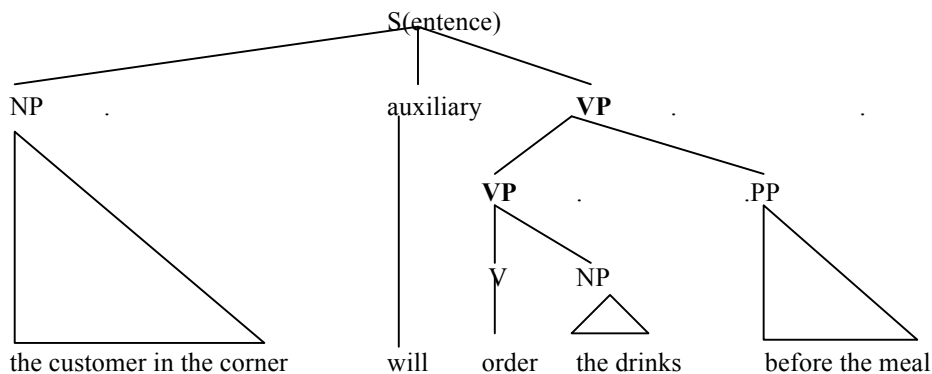 S(entence)
NP . auxiliary VP . .
VP . .PP
V NP
the customer in the corner will order the drinks before the meal